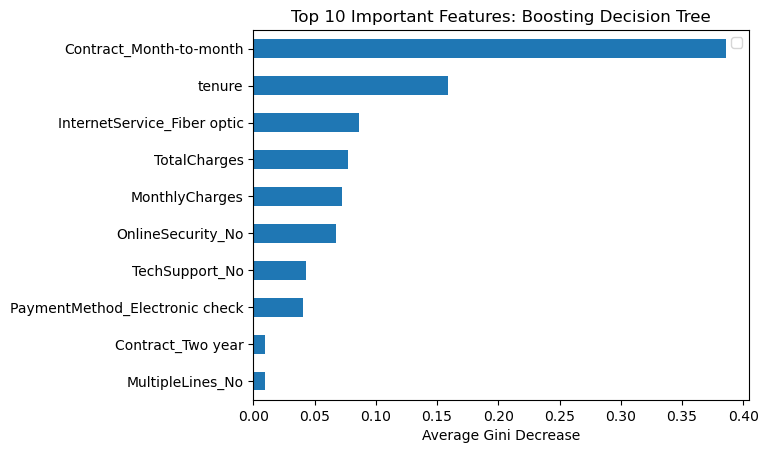 Top 10 Important Features: Boosting Decision Tree
Contract_Month-to-month
tenure
InternetService_Fiber optic
TotalCharges
MonthlyCharges
OnlineSecurity_No
TechSupport_No
PaymentMethod_Electronic check
Contract_Two year
MultipleLines_No
0.00 0.05 0.10 0.15 0.20 0.25 0.30 0.35 0.40
Average Gini Decrease